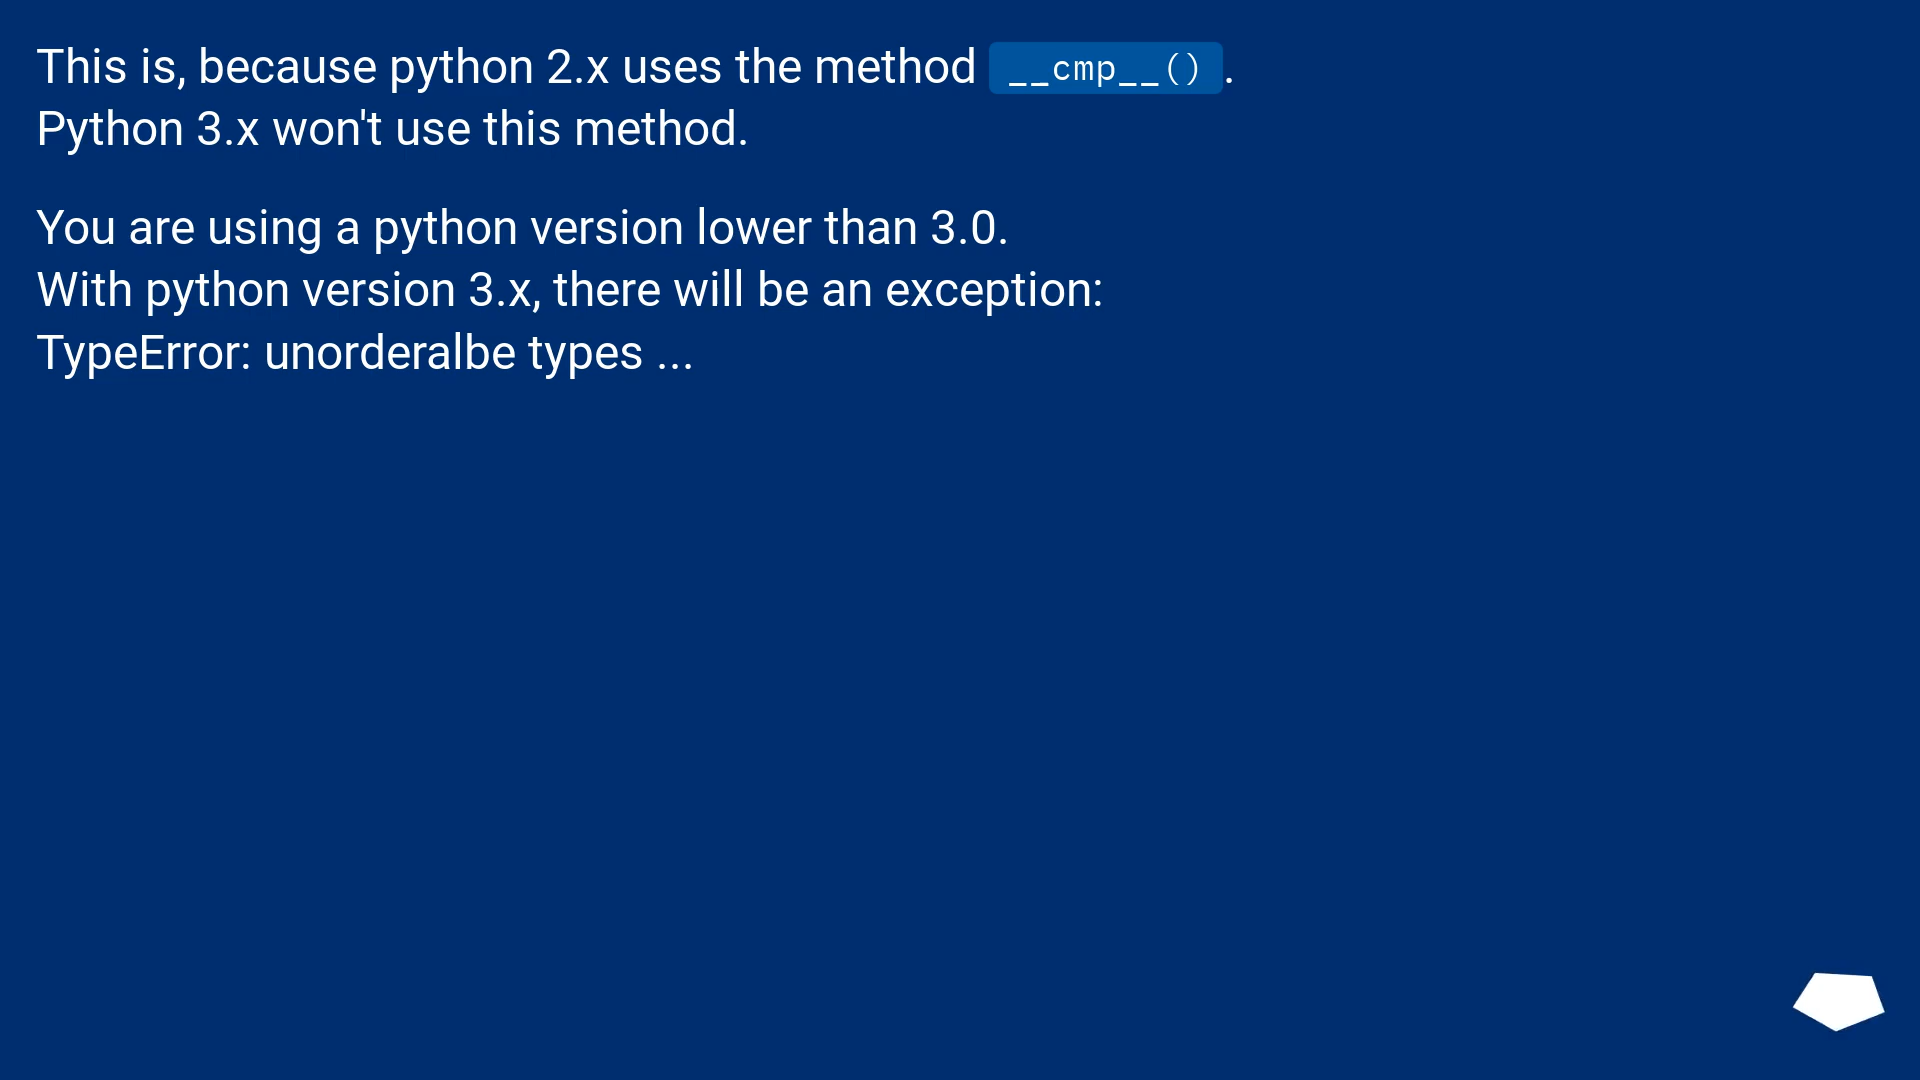 This is, because python 2.x uses the method __cmp__().
Python 3.x won't use this method.
You are using a python version lower than 3.0.
With python version 3.x, there will be an exception:
TypeError: unorderalbe types ...